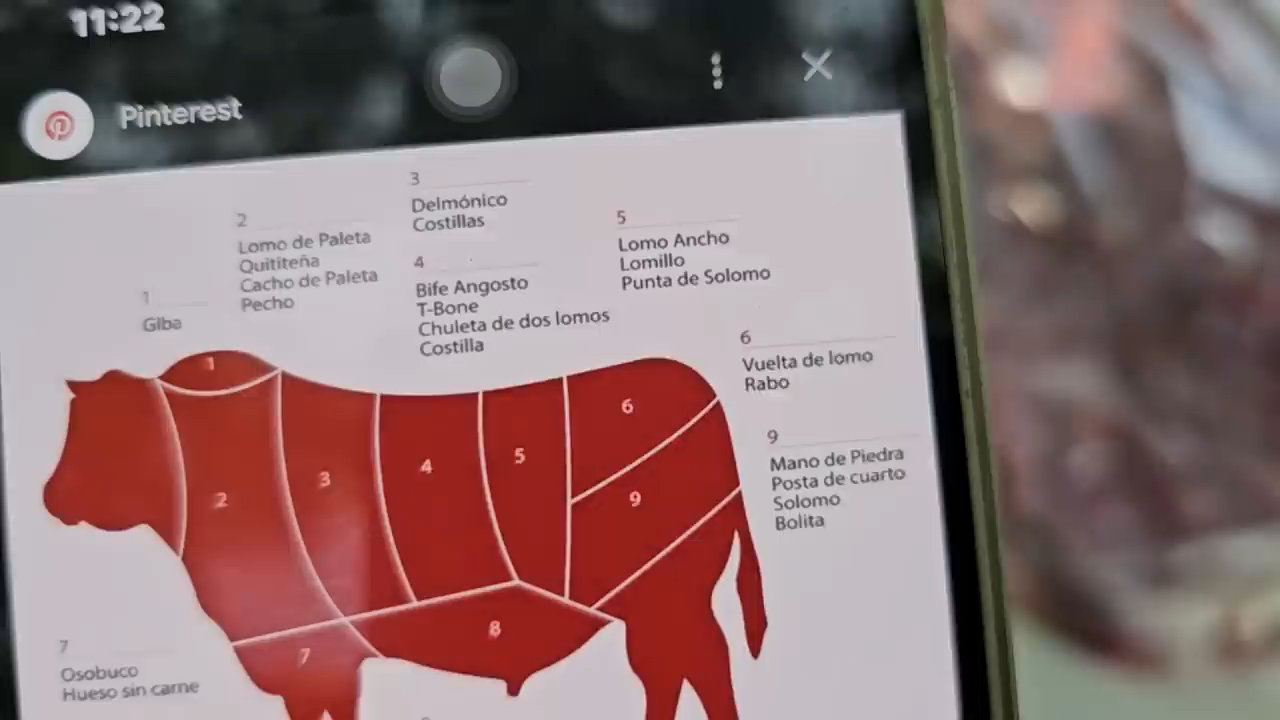 11:22
Pinterest
1
Giba
2
Lomo de Paleta
Quititeña
Cacho de Paleta
Pecho
3
Delmónico
Costillas
4
Bife Angosto
T-Bone
Chuleta de dos lomos
Costilla
5
Lomo Ancho
Lomillo
Punta de Solomo
6
Vuelta de lomo
Rabo
9
Mano de Piedra
Posta de cuarto
Solomo
Bolita
1
2
3
4
5
6
9
8
7
7
Osobuco
Hueso sin carne